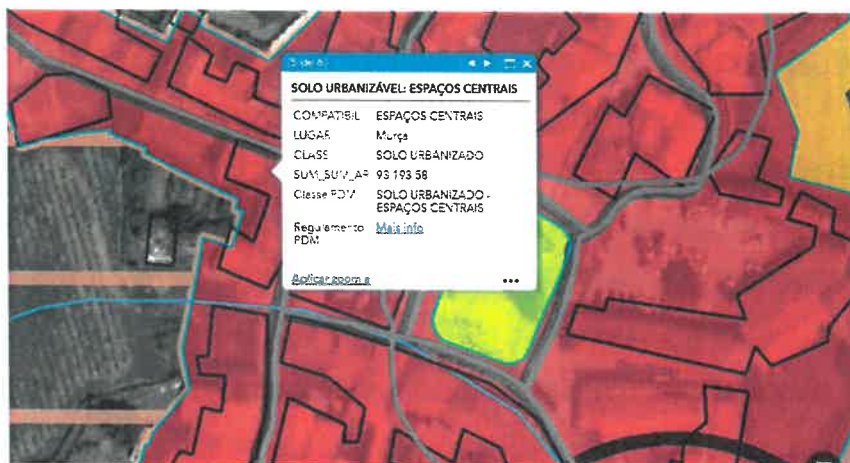 SOLO URBANIZÁVEL: ESPAÇOS CENTRAIS
COMPATIBIL ESPAÇOS CENTRAIS
LUGAR Murça
CLASS SOLO URBANIZADO
SUM_SUM_AR 93 193 58
Classe PDM SOLO URBANIZADO -
ESPAÇOS CENTRAIS
Regulamento Mais info
PDM
Aplicar zoom a